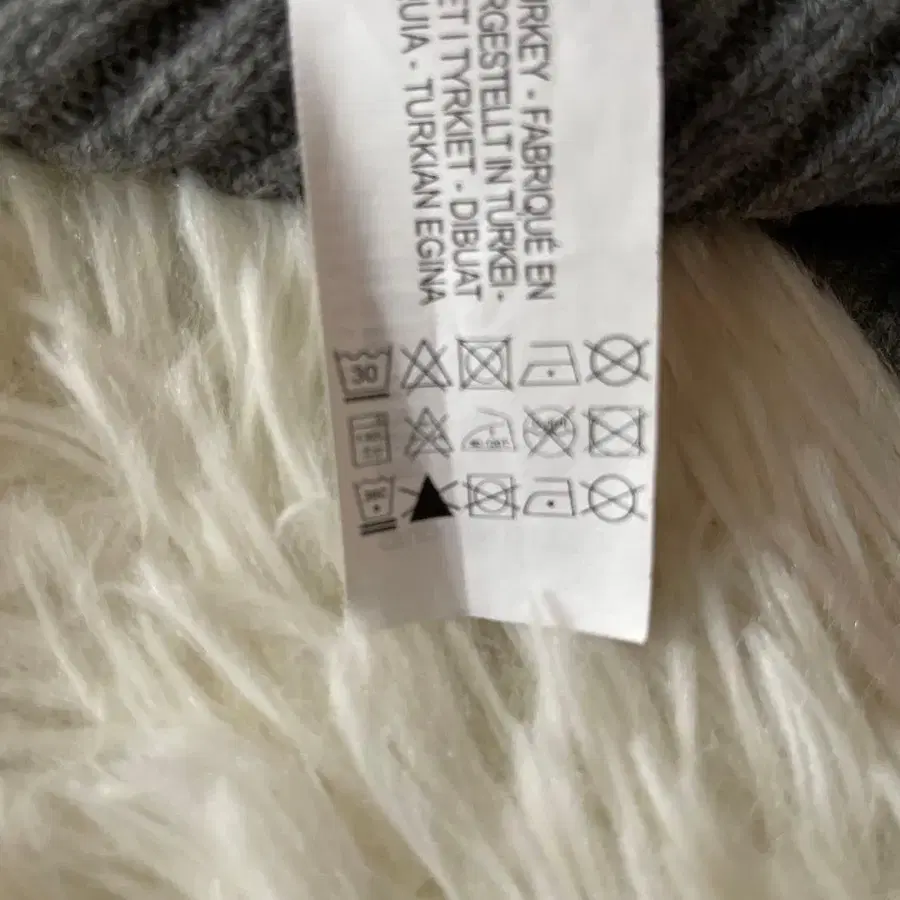 URKEY - FABRIQUÉ EN
RGESTELLT IN TURKEI -
ET I TYRKIET - DIBUAT
UIA - TURKIAN EGINA
30